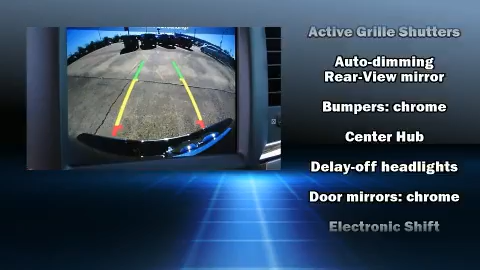 Active Grille Shutters
Auto-dimming
Rear-View mirror
Bumpers: chrome
Center Hub
Delay-off headlights
Door mirrors: chrome
Electronic Shift